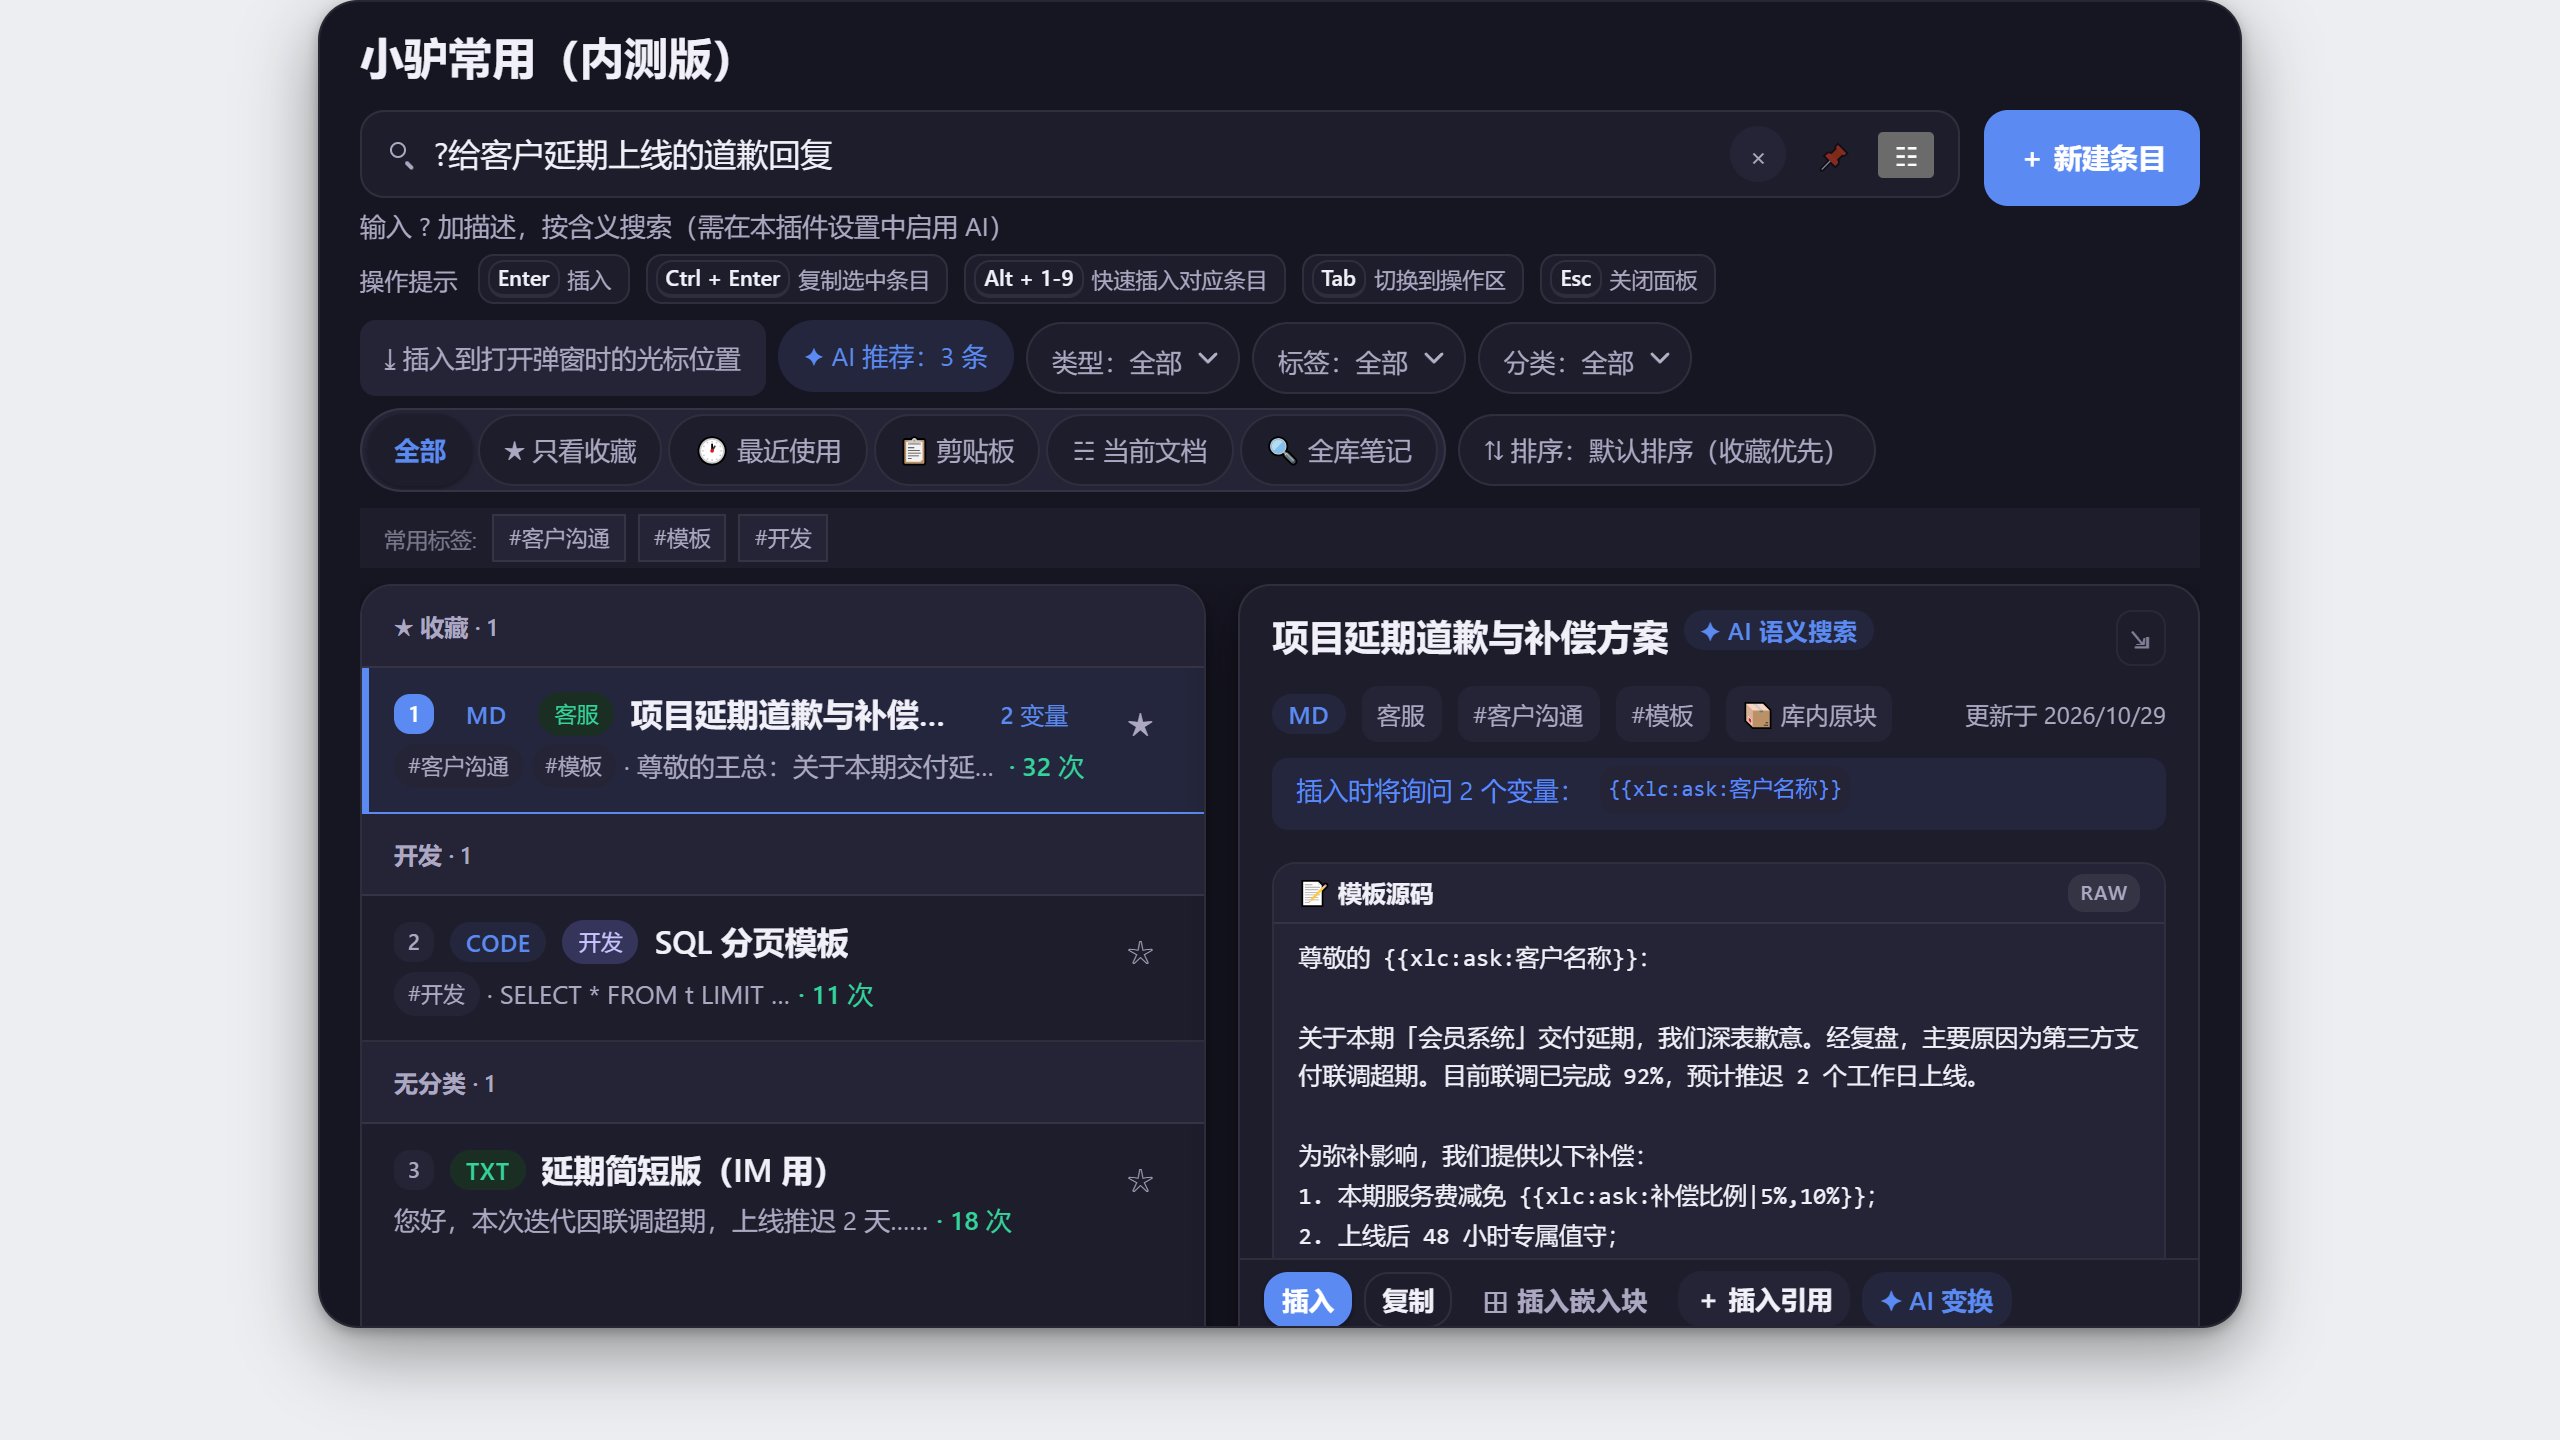 小驴常用（内测版）
?给客户延期上线的道歉回复
×
+ 新建条目
输入 ? 加描述，按含义搜索（需在本插件设置中启用 AI）
操作提示 Enter 插入 Ctrl + Enter 复制选中条目 Alt + 1-9 快速插入对应条目 Tab 切换到操作区 Esc 关闭面板
↓插入到打开弹窗时的光标位置 ✦ AI 推荐：3 条 类型：全部 标签：全部 分类：全部
全部 ★ 只看收藏 最近使用 剪贴板 ☵ 当前文档 全库笔记 ⇅ 排序：默认排序（收藏优先）
常用标签: #客户沟通 #模板 #开发
★ 收藏 · 1
1 MD 客服 项目延期道歉与补偿... 2 变量 ★
#客户沟通 #模板 · 尊敬的王总：关于本期交付延... · 32 次
开发 · 1
2 CODE 开发 SQL 分页模板 ☆
#开发 · SELECT * FROM t LIMIT ... · 11 次
无分类 · 1
3 TXT 延期简短版（IM 用） ☆
您好，本次迭代因联调超期，上线推迟 2 天…… · 18 次
项目延期道歉与补偿方案 ✦ AI 语义搜索
MD 客服 #客户沟通 #模板 库内原块 更新于 2026/10/29
插入时将询问 2 个变量： {{xlc:ask:客户名称}}
模板源码 RAW
尊敬的 {{xlc:ask:客户名称}}：
关于本期「会员系统」交付延期，我们深表歉意。经复盘，主要原因为第三方支
付联调超期。目前联调已完成 92%，预计推迟 2 个工作日上线。
为弥补影响，我们提供以下补偿：
1. 本期服务费减免 {{xlc:ask:补偿比例|5%,10%}}；
2. 上线后 48 小时专属值守；
插入 复制 田 插入嵌入块 + 插入引用 ✦ AI 变换